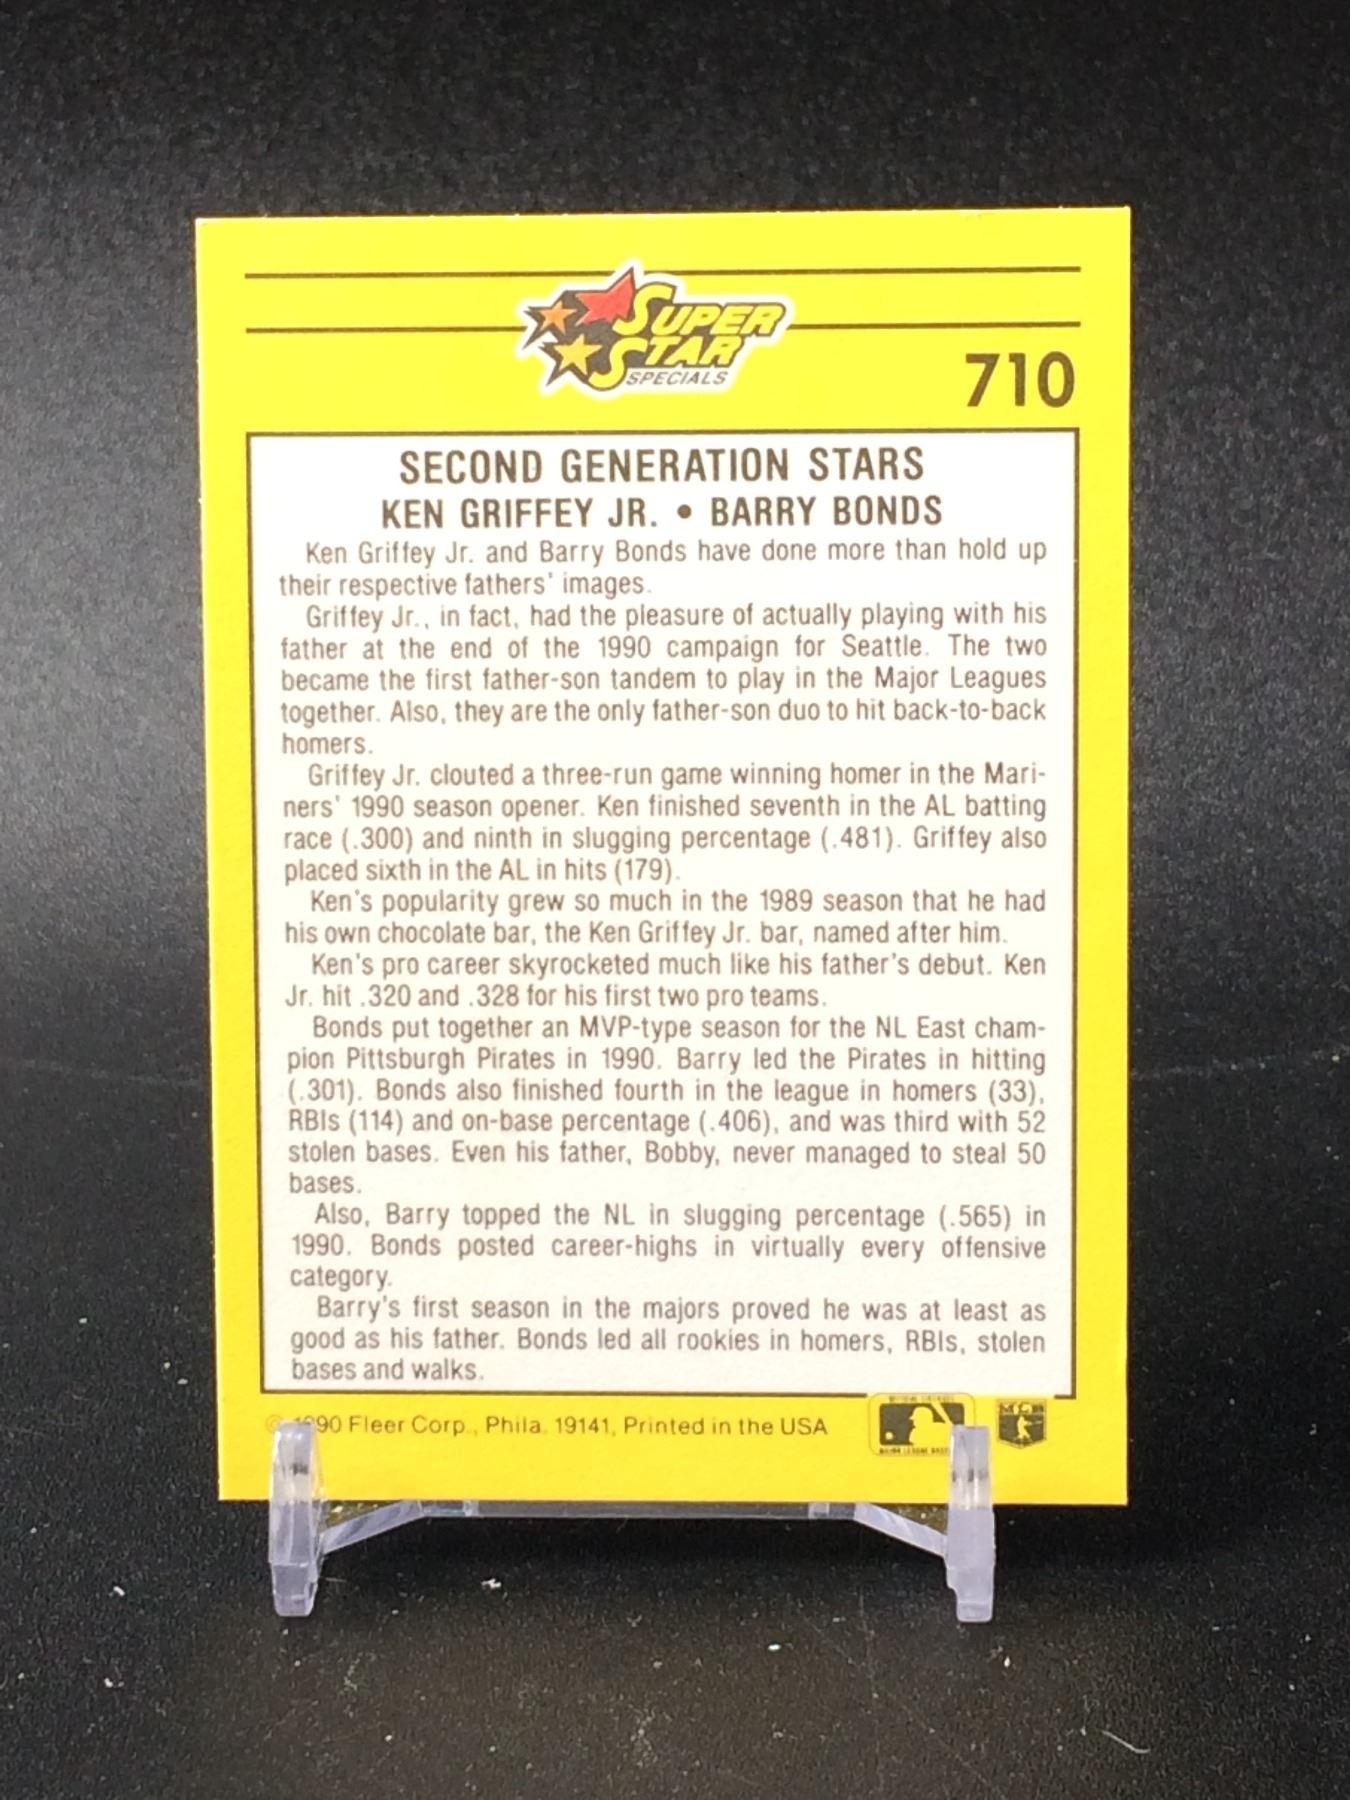 SUPER
STAR
SPECIALS
710
SECOND GENERATION STARS
KEN GRIFFEY JR. • BARRY BONDS
Ken Griffey Jr. and Barry Bonds have done more than hold up
their respective fathers' images.
Griffey Jr., in fact, had the pleasure of actually playing with his
father at the end of the 1990 campaign for Seattle. The two
became the first father-son tandem to play in the Major Leagues
together. Also, they are the only father-son duo to hit back-to-back
homers.
Griffey Jr. clouted a three-run game winning homer in the Mari-
ners' 1990 season opener. Ken finished seventh in the AL batting
race (.300) and ninth in slugging percentage (.481). Griffey also
placed sixth in the AL in hits (179).
Ken's popularity grew so much in the 1989 season that he had
his own chocolate bar, the Ken Griffey Jr. bar, named after him.
Ken's pro career skyrocketed much like his father's debut. Ken
Jr. hit .320 and .328 for his first two pro teams.
Bonds put together an MVP-type season for the NL East cham-
pion Pittsburgh Pirates in 1990. Barry led the Pirates in hitting
(.301). Bonds also finished fourth in the league in homers (33),
RBIs (114) and on-base percentage (.406), and was third with 52
stolen bases. Even his father, Bobby, never managed to steal 50
bases.
Also, Barry topped the NL in slugging percentage (.565) in
1990. Bonds posted career-highs in virtually every offensive
category.
Barry's first season in the majors proved he was at least as
good as his father. Bonds led all rookies in homers, RBIs, stolen
bases and walks.
© 1990 Fleer Corp., Phila. 19141, Printed in the USA